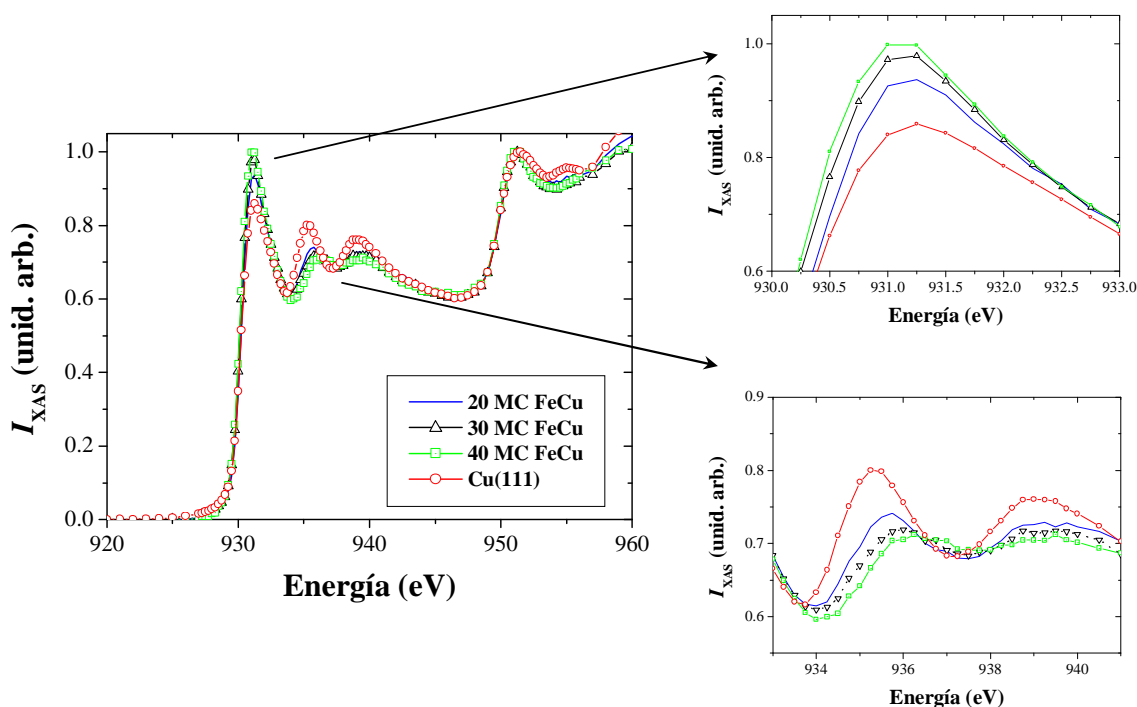 1.0
0.8
0.6
0.4
0.2
0.0
920
930
940
950
960
I_XAS (unid. arb.)
Energía (eV)
20 MC FeCu
30 MC FeCu
40 MC FeCu
Cu(111)
1.0
0.8
0.6
930.0
930.5
931.0
931.5
932.0
932.5
933.0
I_XAS (unid. arb.)
Energía (eV)
0.9
0.8
0.7
0.6
934
936
938
940
I_XAS (unid. arb.)
Energía (eV)